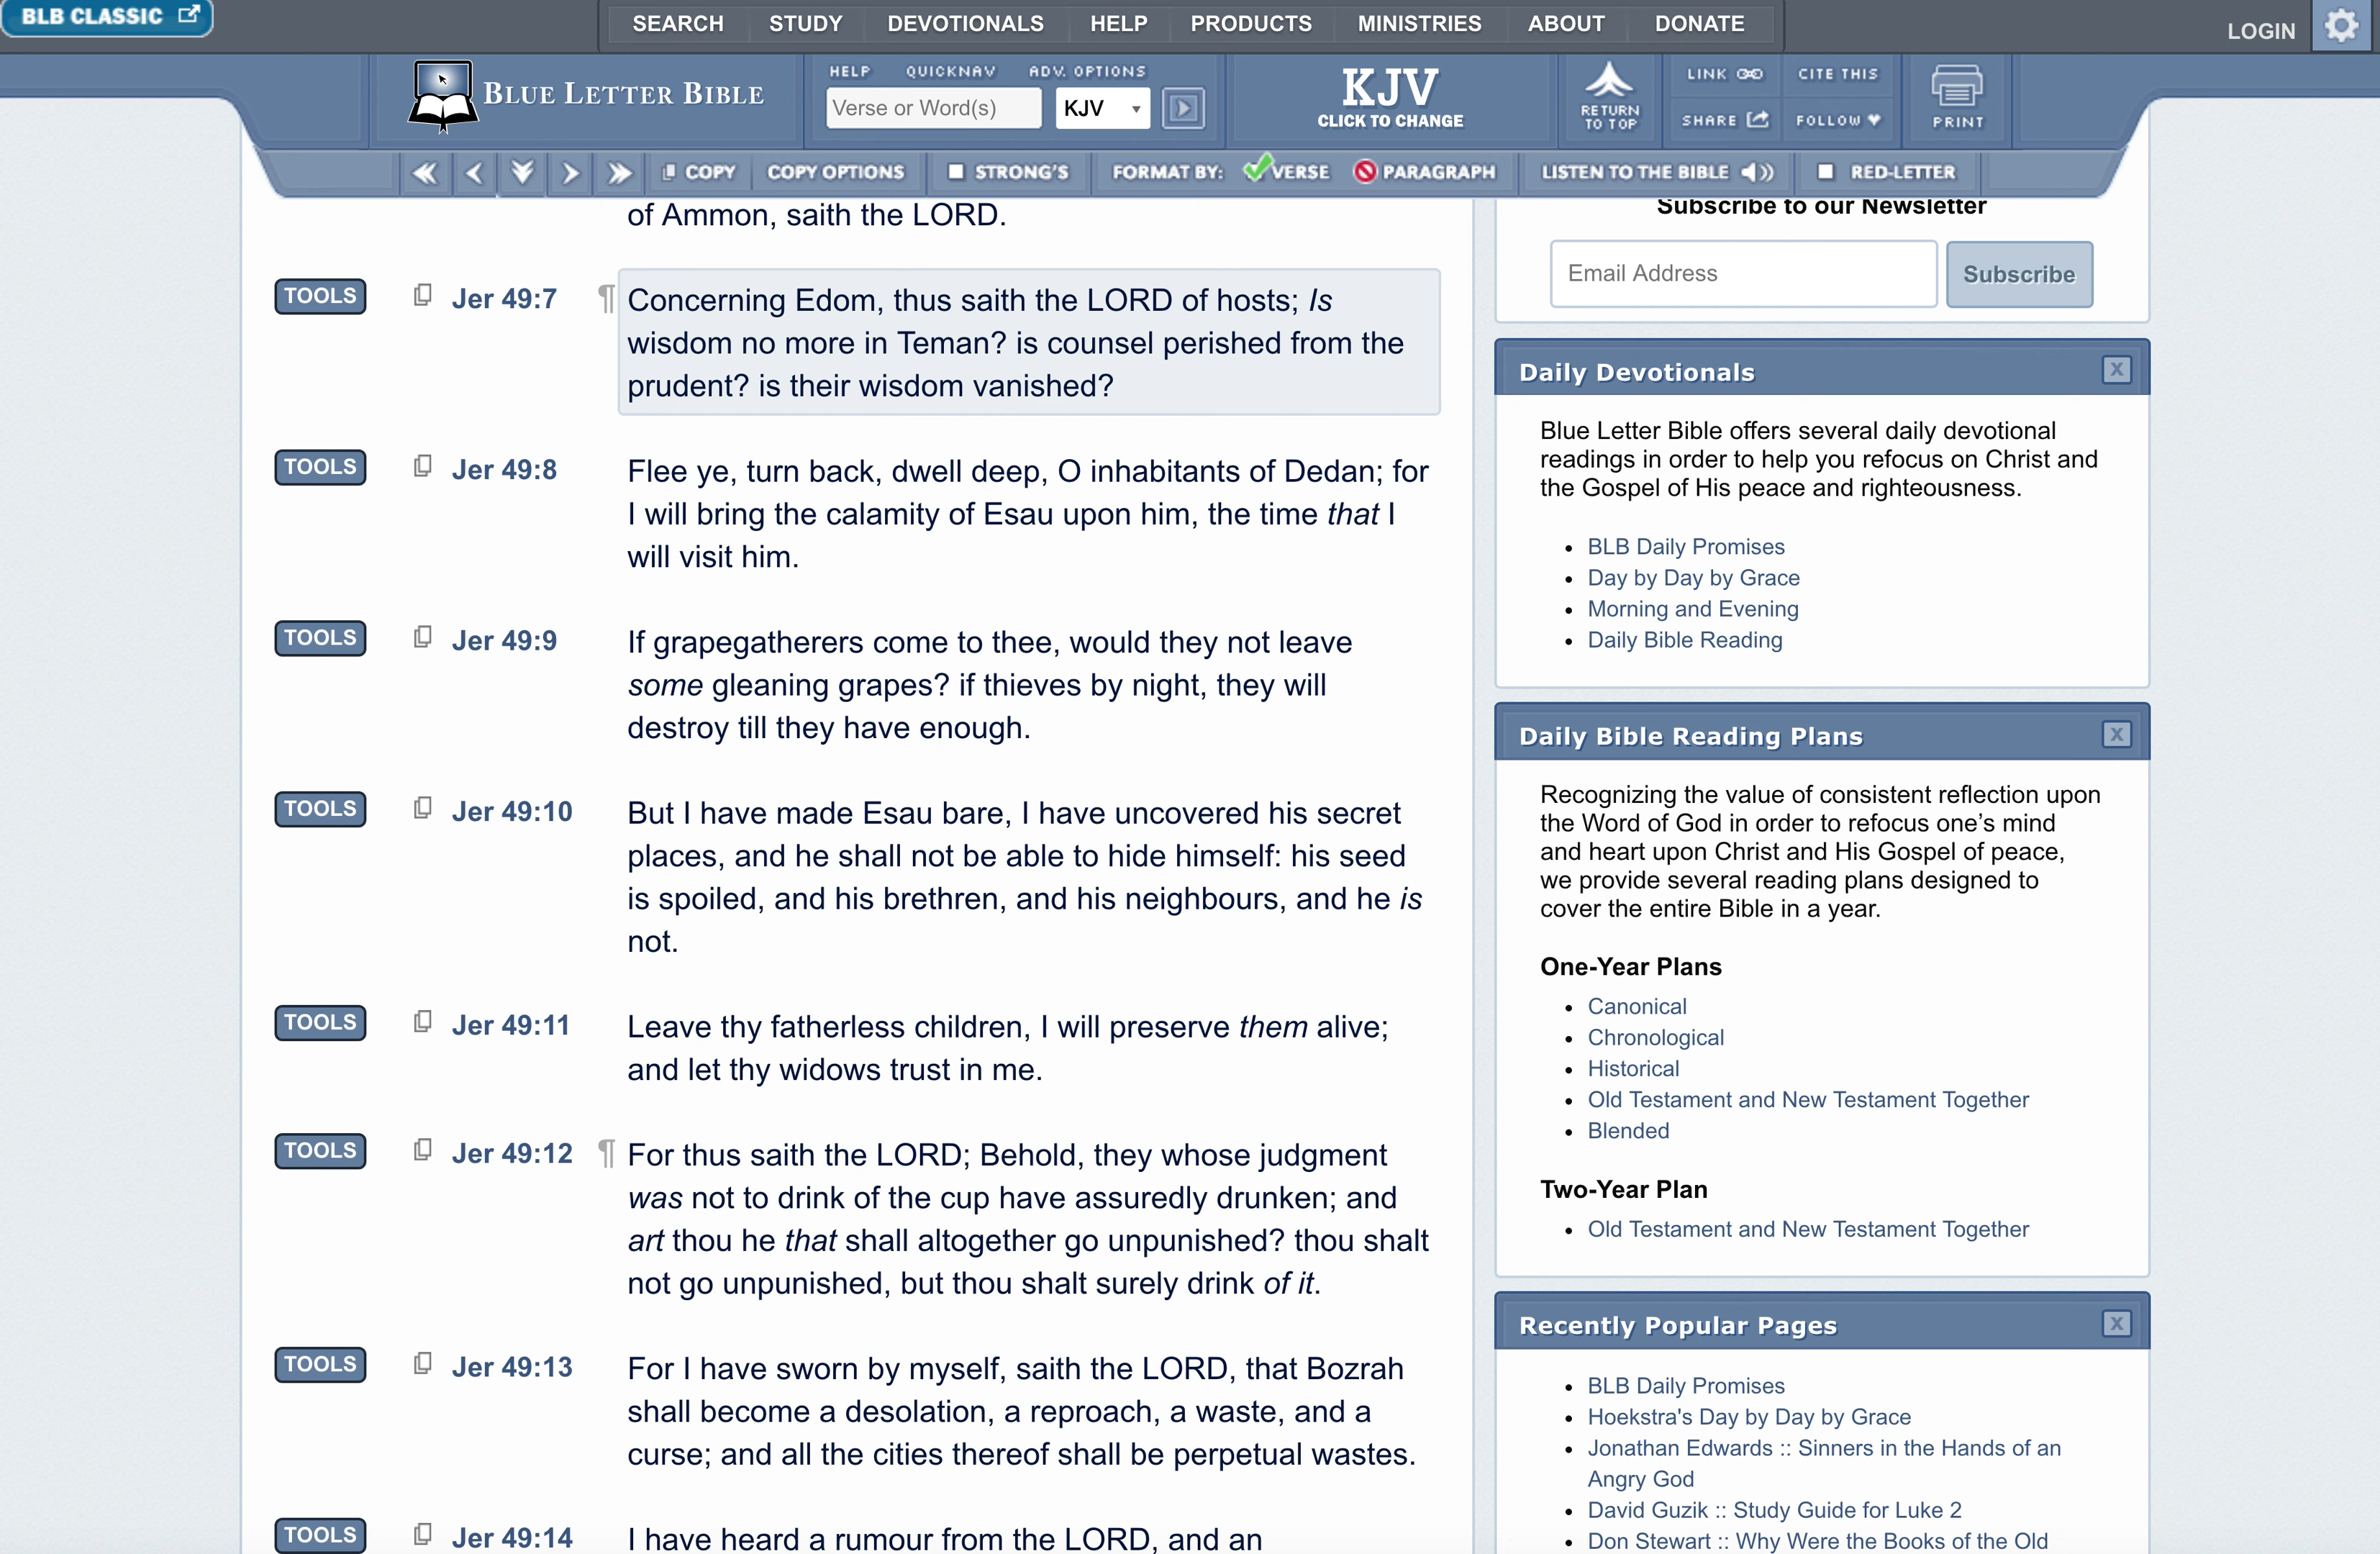 BLB CLASSIC
SEARCH STUDY DEVOTIONALS HELP PRODUCTS MINISTRIES ABOUT DONATE
LOGIN
BLUE LETTER BIBLE
HELP QUICKNAV ADV. OPTIONS
Verse or Word(s)
KJV
KJV
CLICK TO CHANGE
RETURN
TO TOP
LINK
CITE THIS
SHARE
FOLLOW
PRINT
COPY COPY OPTIONS STRONG'S FORMAT BY: VERSE PARAGRAPH LISTEN TO THE BIBLE RED-LETTER
of Ammon, saith the LORD.
TOOLS Jer 49:7 ¶ Concerning Edom, thus saith the LORD of hosts; Is
wisdom no more in Teman? is counsel perished from the
prudent? is their wisdom vanished?
TOOLS Jer 49:8 Flee ye, turn back, dwell deep, O inhabitants of Dedan; for
I will bring the calamity of Esau upon him, the time that I
will visit him.
TOOLS Jer 49:9 If grapegatherers come to thee, would they not leave
some gleaning grapes? if thieves by night, they will
destroy till they have enough.
TOOLS Jer 49:10 But I have made Esau bare, I have uncovered his secret
places, and he shall not be able to hide himself: his seed
is spoiled, and his brethren, and his neighbours, and he is
not.
TOOLS Jer 49:11 Leave thy fatherless children, I will preserve them alive;
and let thy widows trust in me.
TOOLS Jer 49:12 ¶ For thus saith the LORD; Behold, they whose judgment
was not to drink of the cup have assuredly drunken; and
art thou he that shall altogether go unpunished? thou shalt
not go unpunished, but thou shalt surely drink of it.
TOOLS Jer 49:13 For I have sworn by myself, saith the LORD, that Bozrah
shall become a desolation, a reproach, a waste, and a
curse; and all the cities thereof shall be perpetual wastes.
TOOLS Jer 49:14 I have heard a rumour from the LORD, and an
Subscribe to our Newsletter
Email Address
Subscribe
Daily Devotionals X
Blue Letter Bible offers several daily devotional
readings in order to help you refocus on Christ and
the Gospel of His peace and righteousness.
• BLB Daily Promises
• Day by Day by Grace
• Morning and Evening
• Daily Bible Reading
Daily Bible Reading Plans X
Recognizing the value of consistent reflection upon
the Word of God in order to refocus one’s mind
and heart upon Christ and His Gospel of peace,
we provide several reading plans designed to
cover the entire Bible in a year.
One-Year Plans
• Canonical
• Chronological
• Historical
• Old Testament and New Testament Together
• Blended
Two-Year Plan
• Old Testament and New Testament Together
Recently Popular Pages X
• BLB Daily Promises
• Hoekstra's Day by Day by Grace
• Jonathan Edwards :: Sinners in the Hands of an
Angry God
• David Guzik :: Study Guide for Luke 2
• Don Stewart :: Why Were the Books of the Old